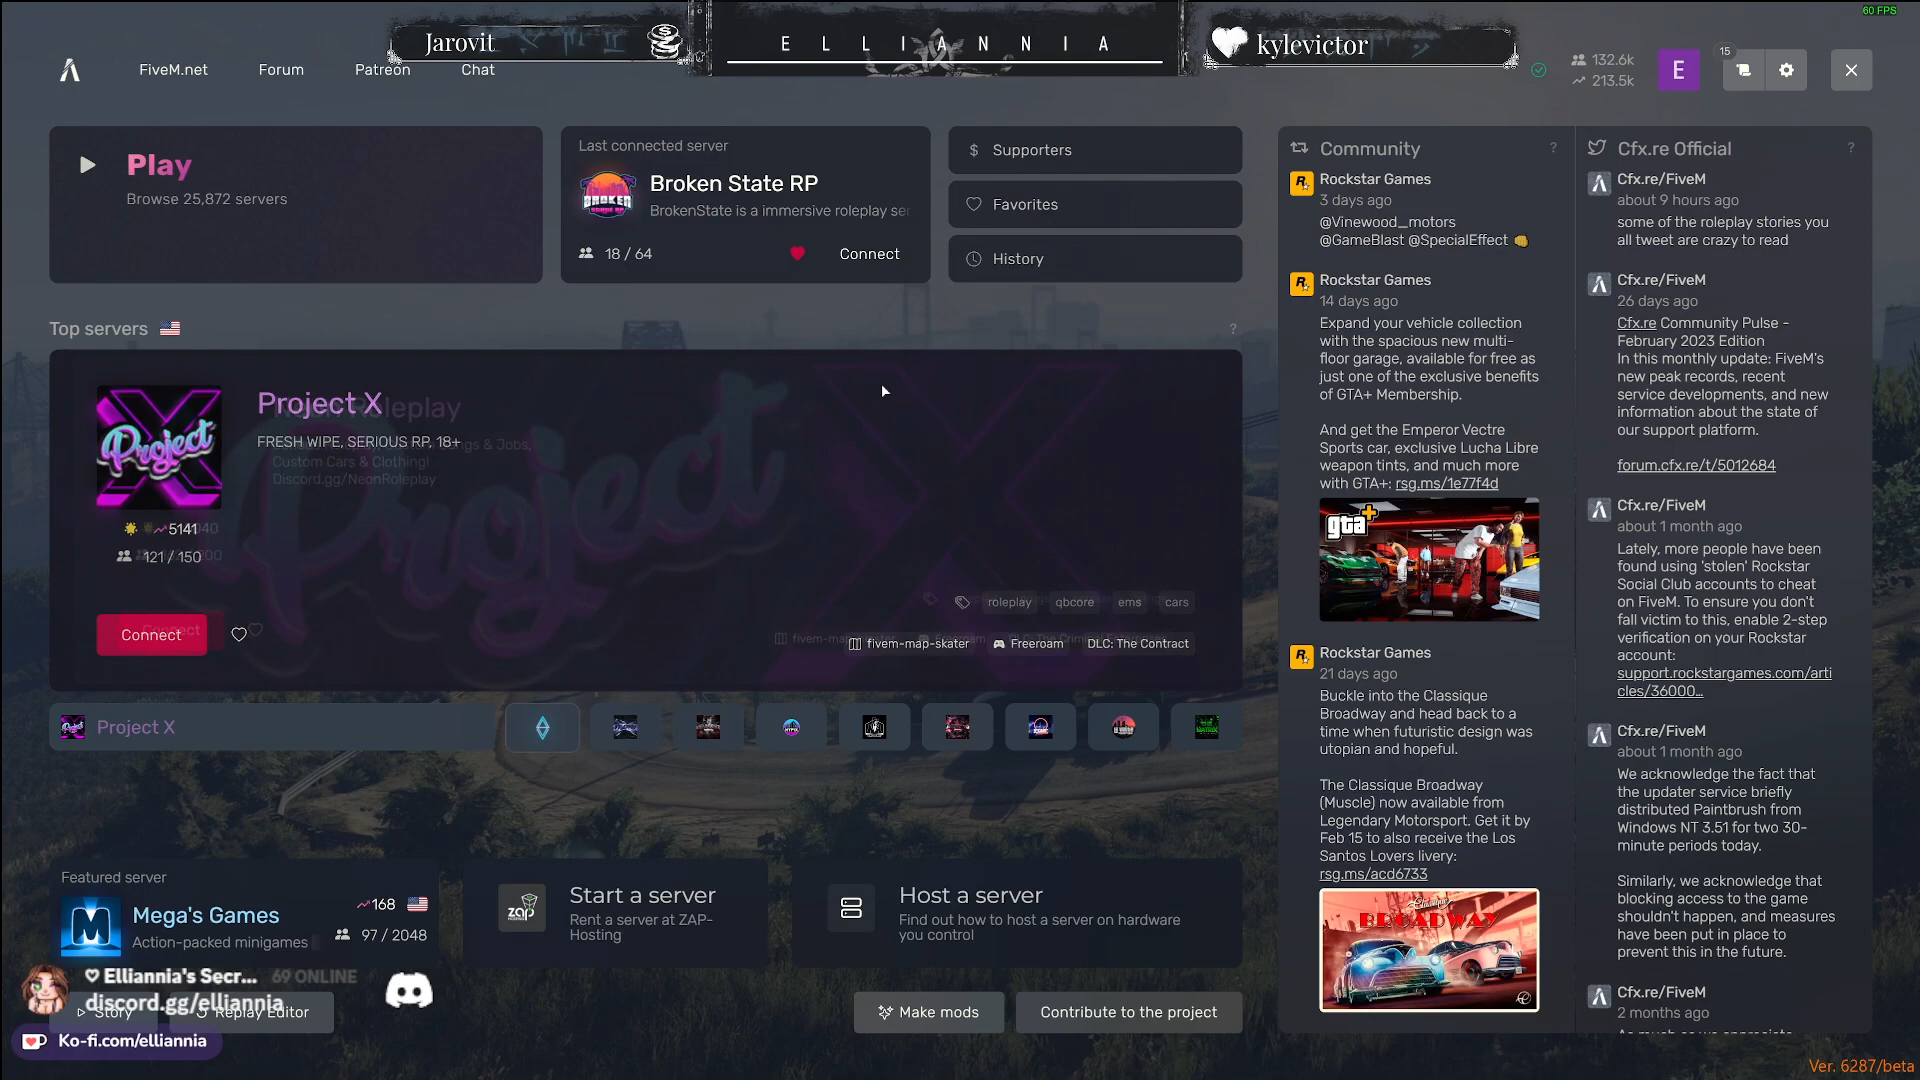 60 FPS
Jarovit
ELLIANNIA
kylevictor
FiveM.net
Forum
Patreon
Chat
132.6k
213.5k
E
15
Play
Browse 25,872 servers
Last connected server
Broken State RP
BrokenState is a immersive roleplay ser
18 / 64
Connect
Supporters
Favorites
History
Top servers
?
Project X
FRESH WIPE, SERIOUS RP, 18+
Neon Roleplay
ngs & Jobs,
Custom Cars & Clothing!
Discord.gg/NeonRoleplay
Project
5141
121 / 150
Connect
roleplay
qbcore
ems
cars
fivem-map-skater
Freeroam
DLC: The Contract
Project X
Featured server
Mega's Games
Action-packed minigames
168
97 / 2048
zap
Start a server
Rent a server at ZAP-
Hosting
Host a server
Find out how to host a server on hardware
you control
♡ Elliannia's Secr...
69 ONLINE
discord.gg/elliannia
Story
Replay Editor
Ko-fi.com/elliannia
Make mods
Contribute to the project
Community
?
Rockstar Games
3 days ago
@Vinewood_motors
@GameBlast @SpecialEffect 👊
Rockstar Games
14 days ago
Expand your vehicle collection
with the spacious new multi-
floor garage, available for free as
just one of the exclusive benefits
of GTA+ Membership.
And get the Emperor Vectre
Sports car, exclusive Lucha Libre
weapon tints, and much more
with GTA+: rsg.ms/1e77f4d
gta+
Rockstar Games
21 days ago
Buckle into the Classique
Broadway and head back to a
time when futuristic design was
utopian and hopeful.
The Classique Broadway
(Muscle) now available from
Legendary Motorsport. Get it by
Feb 15 to also receive the Los
Santos Lovers livery:
rsg.ms/acd6733
Classique
BROADWAY
Cfx.re Official
?
Cfx.re/FiveM
about 9 hours ago
some of the roleplay stories you
all tweet are crazy to read
Cfx.re/FiveM
26 days ago
Cfx.re Community Pulse -
February 2023 Edition
In this monthly update: FiveM's
new peak records, recent
service developments, and new
information about the state of
our support platform.
forum.cfx.re/t/5012684
Cfx.re/FiveM
about 1 month ago
Lately, more people have been
found using 'stolen' Rockstar
Social Club accounts to cheat
on FiveM. To ensure you don't
fall victim to this, enable 2-step
verification on your Rockstar
account:
support.rockstargames.com/arti
cles/36000…
Cfx.re/FiveM
about 1 month ago
We acknowledge the fact that
the updater service briefly
distributed Paintbrush from
Windows NT 3.51 for two 30-
minute periods today.
Similarly, we acknowledge that
blocking access to the game
shouldn't happen, and measures
have been put in place to
prevent this in the future.
Cfx.re/FiveM
2 months ago
Ver. 6287/beta